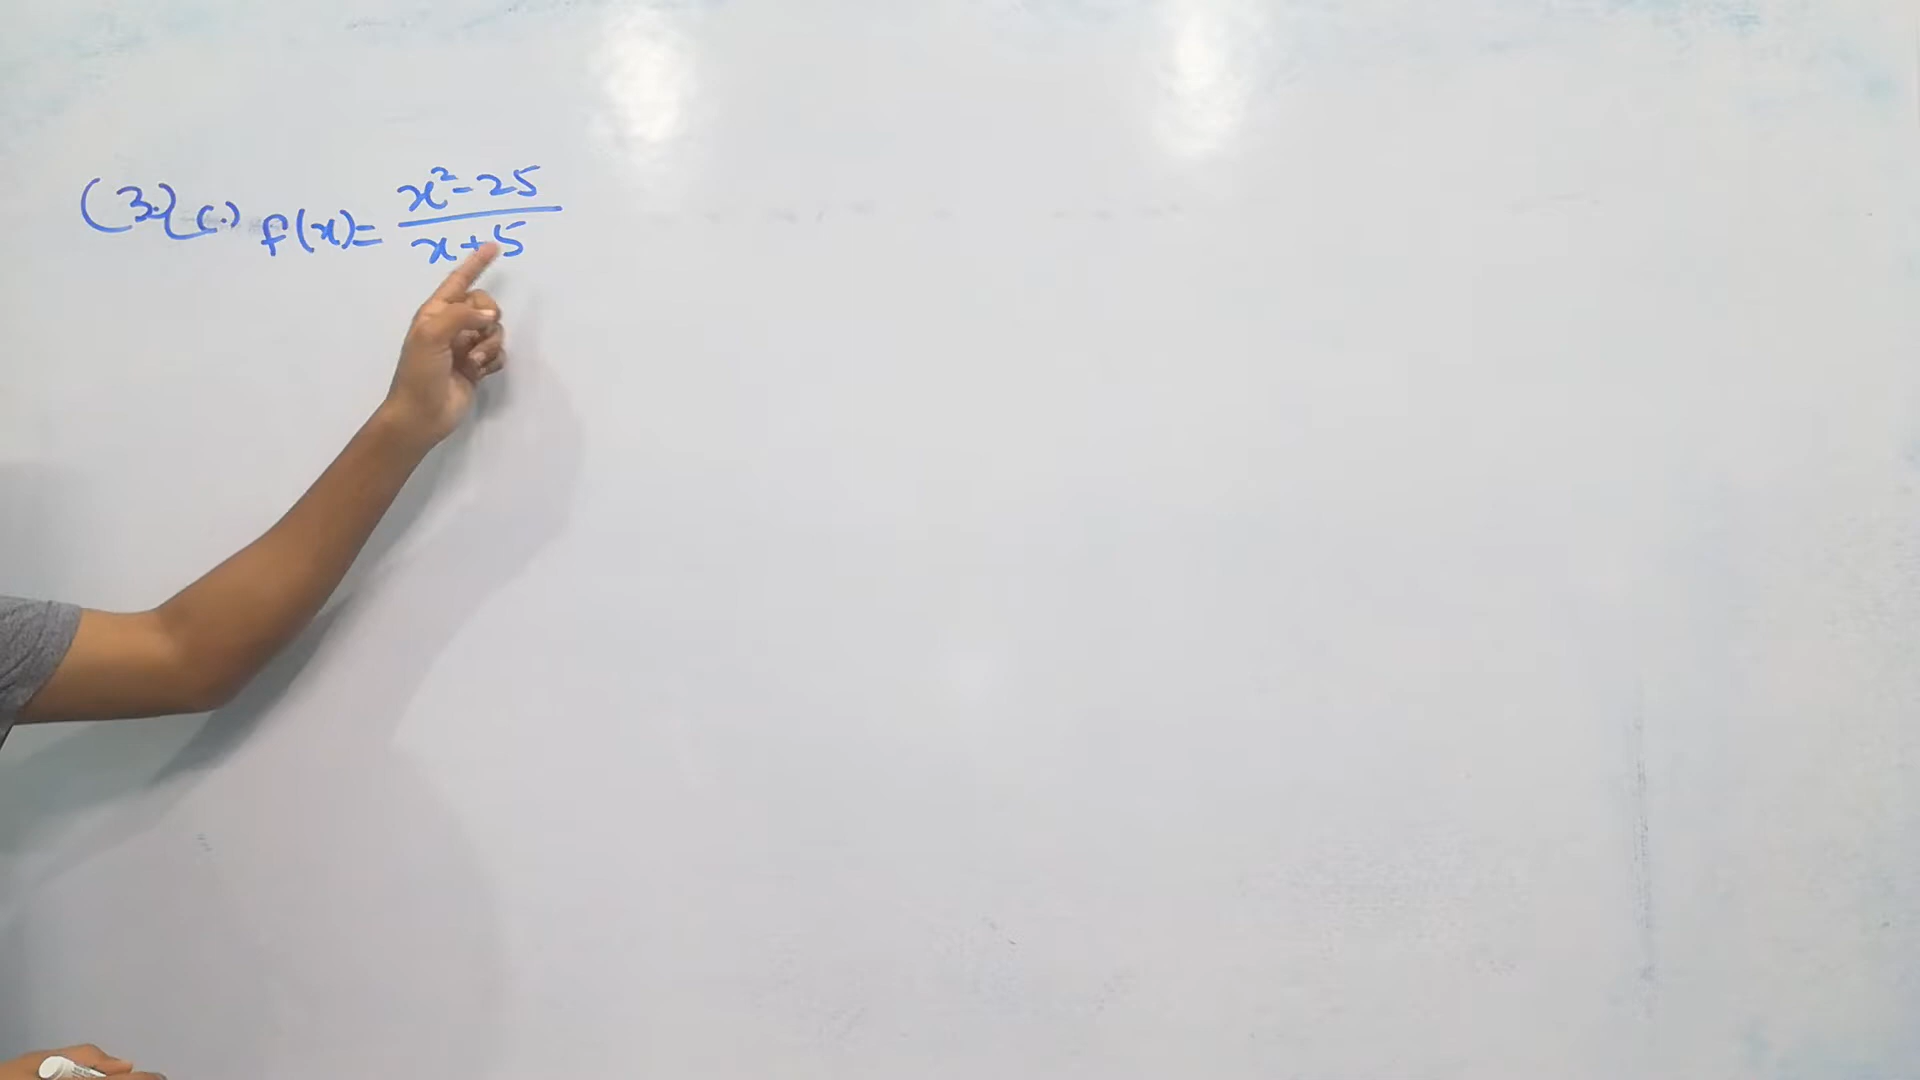 (3.) (c.) f(x) = x² - 25 / x + 5